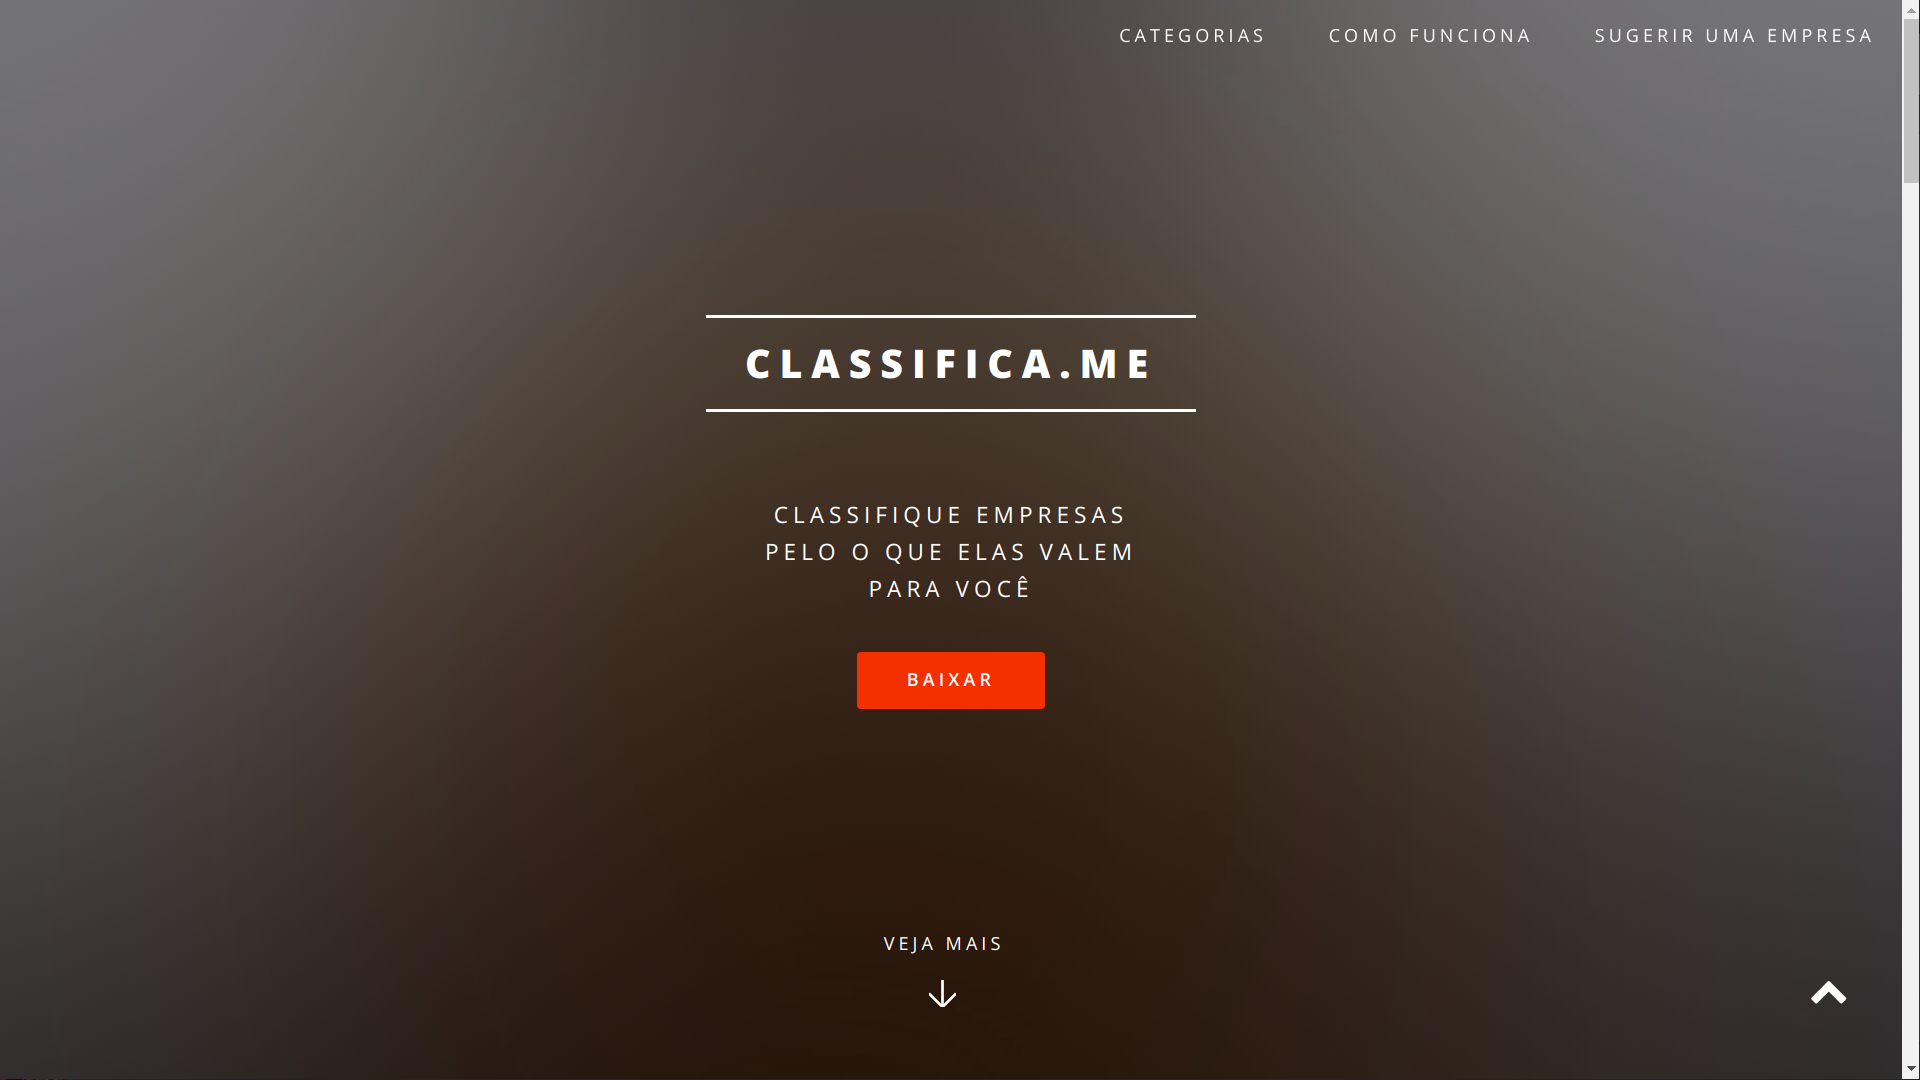 CATEGORIAS COMO FUNCIONA SUGERIR UMA EMPRESA
CLASSIFICA.ME
CLASSIFIQUE EMPRESAS
PELO O QUE ELAS VALEM
PARA VOCÊ
BAIXAR
VEJA MAIS